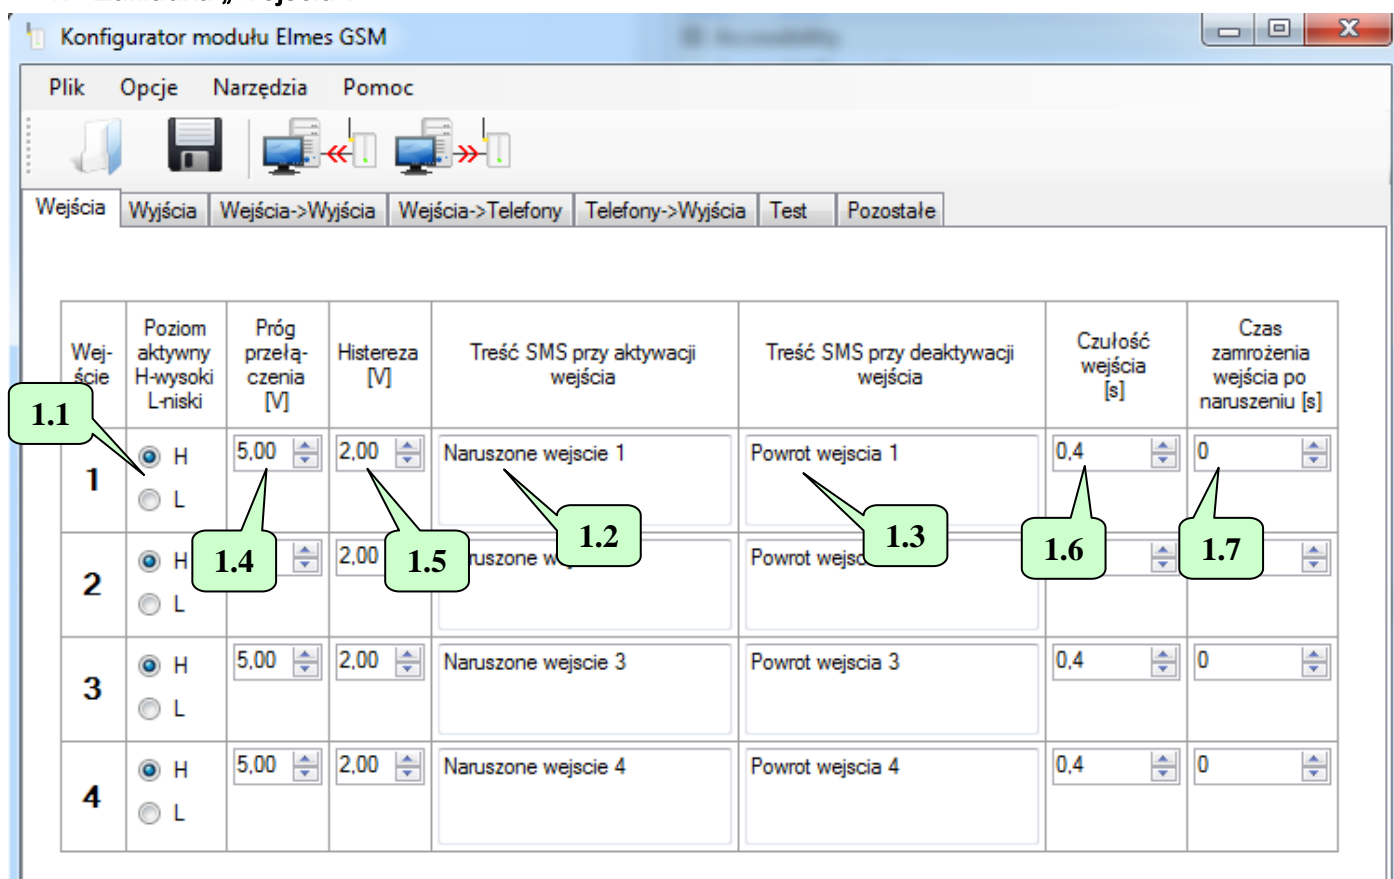 Konfigurator modułu Elmes GSM
Plik Opcje Narzędzia Pomoc
Wejścia Wyjścia Wejścia->Wyjścia Wejścia->Telefony Telefony->Wyjścia Test Pozostałe
Wej-
ście
Poziom
aktywny
H-wysoki
L-niski
Próg
przełą-
czenia
[V]
Histereza
[V]
Treść SMS przy aktywacji
wejścia
Treść SMS przy deaktywacji
wejścia
Czułość
wejścia
[s]
Czas
zamrożenia
wejścia po
naruszeniu [s]
1.1
1 H 5,00 2,00 Naruszone wejscie 1 Powrot wejscia 1 0,4 0
L
1.4 1.5 1.2 1.3 1.6 1.7
2 H 2,00 Powrot
L
3 H 5,00 2,00 Naruszone wejscie 3 Powrot wejscia 3 0,4 0
L
4 H 5,00 2,00 Naruszone wejscie 4 Powrot wejscia 4 0,4 0
L